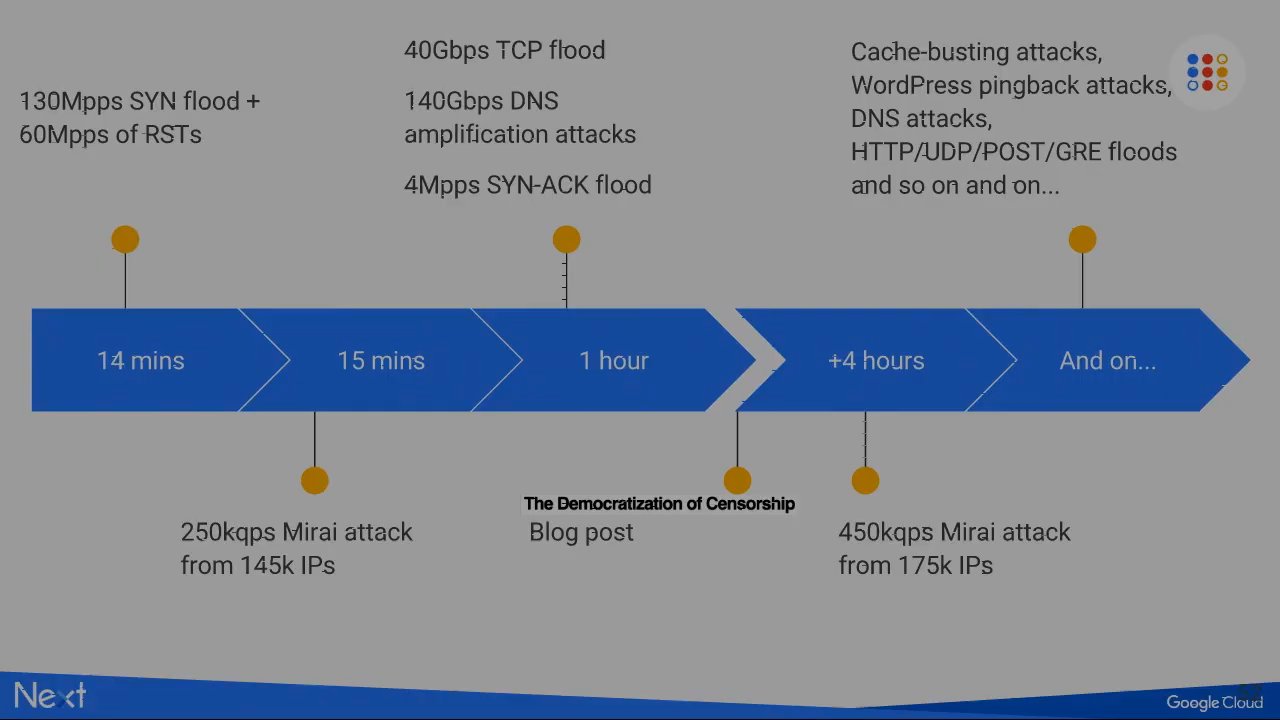 40Gbps TCP flood
140Gbps DNS
amplification attacks
4Mpps SYN-ACK flood
130Mpps SYN flood +
60Mpps of RSTs
Cache-busting attacks,
WordPress pingback attacks,
DNS attacks,
HTTP/UDP/POST/GRE floods
and so on and on...
14 mins
15 mins
1 hour
+4 hours
And on...
250kqps Mirai attack
from 145k IPs
The Democratization of Censorship
Blog post
450kqps Mirai attack
from 175k IPs
Next
Google Cloud